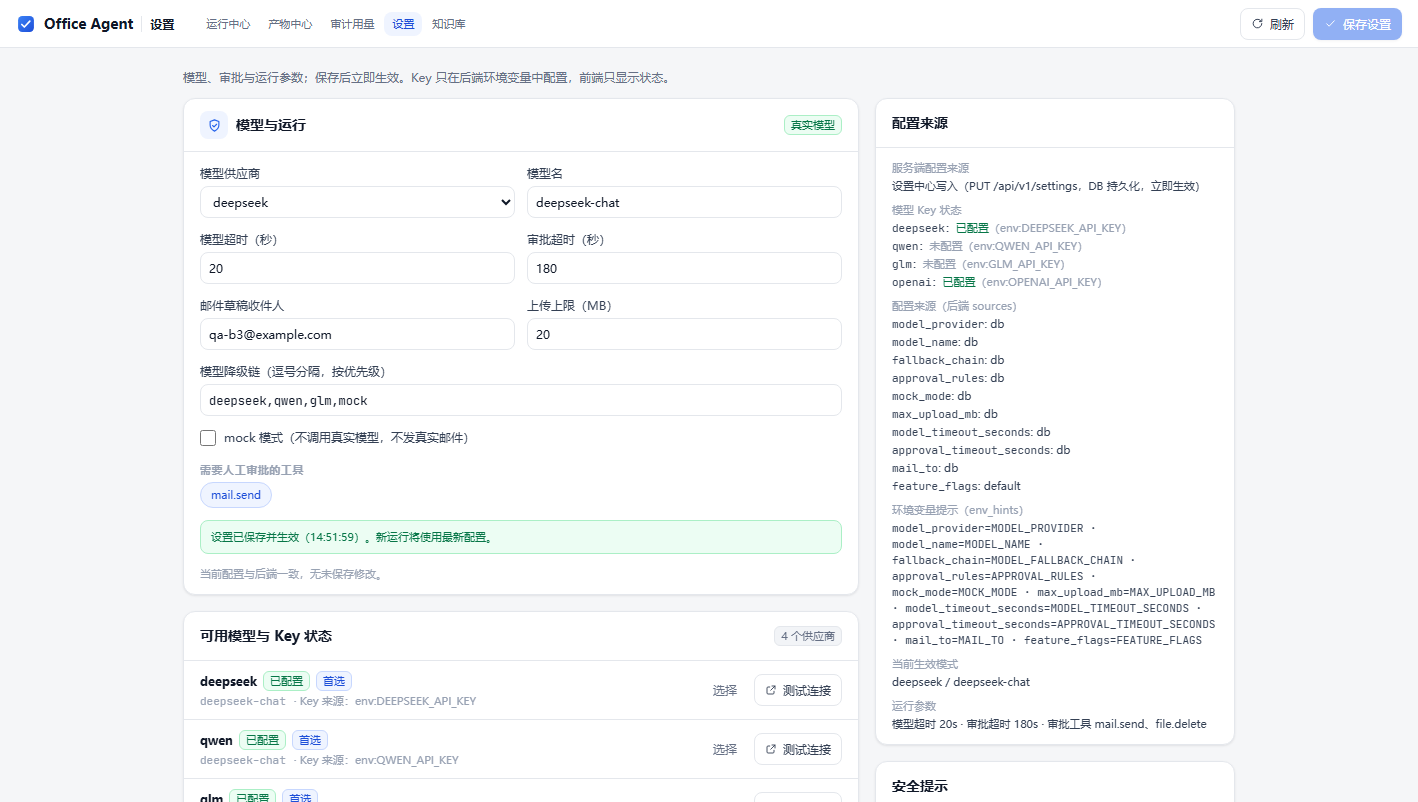 Office Agent 设置 运行中心 产物中心 审计用量 设置 知识库 刷新 保存设置
模型、审批与运行参数；保存后立即生效。Key 只在后端环境变量中配置，前端只显示状态。
模型与运行 真实模型
模型供应商 模型名
deepseek deepseek-chat
模型超时（秒） 审批超时（秒）
20 180
邮件草稿收件人 上传上限（MB）
qa-b3@example.com 20
模型降级链（逗号分隔，按优先级）
deepseek,qwen,glm,mock
mock 模式（不调用真实模型，不发真实邮件）
需要人工审批的工具
mail.send
设置已保存并生效（14:51:59）。新运行将使用最新配置。
当前配置与后端一致，无未保存修改。
可用模型与 Key 状态 4 个供应商
deepseek 已配置 首选
deepseek-chat · Key 来源：env:DEEPSEEK_API_KEY
选择 测试连接
qwen 已配置 首选
deepseek-chat · Key 来源：env:QWEN_API_KEY
选择 测试连接
glm 已配置 首选
配置来源
服务端配置来源
设置中心写入（PUT /api/v1/settings，DB 持久化，立即生效）
模型 Key 状态
deepseek: 已配置（env:DEEPSEEK_API_KEY）
qwen: 未配置（env:QWEN_API_KEY）
glm: 未配置（env:GLM_API_KEY）
openai: 已配置（env:OPENAI_API_KEY）
配置来源（后端 sources）
model_provider: db
model_name: db
fallback_chain: db
approval_rules: db
mock_mode: db
max_upload_mb: db
model_timeout_seconds: db
approval_timeout_seconds: db
mail_to: db
feature_flags: default
环境变量提示（env_hints）
model_provider=MODEL_PROVIDER ·
model_name=MODEL_NAME ·
fallback_chain=MODEL_FALLBACK_CHAIN ·
approval_rules=APPROVAL_RULES ·
mock_mode=MOCK_MODE · max_upload_mb=MAX_UPLOAD_MB
· model_timeout_seconds=MODEL_TIMEOUT_SECONDS ·
approval_timeout_seconds=APPROVAL_TIMEOUT_SECONDS
· mail_to=MAIL_TO · feature_flags=FEATURE_FLAGS
当前生效模式
deepseek / deepseek-chat
运行参数
模型超时 20s · 审批超时 180s · 审批工具 mail.send、file.delete
安全提示